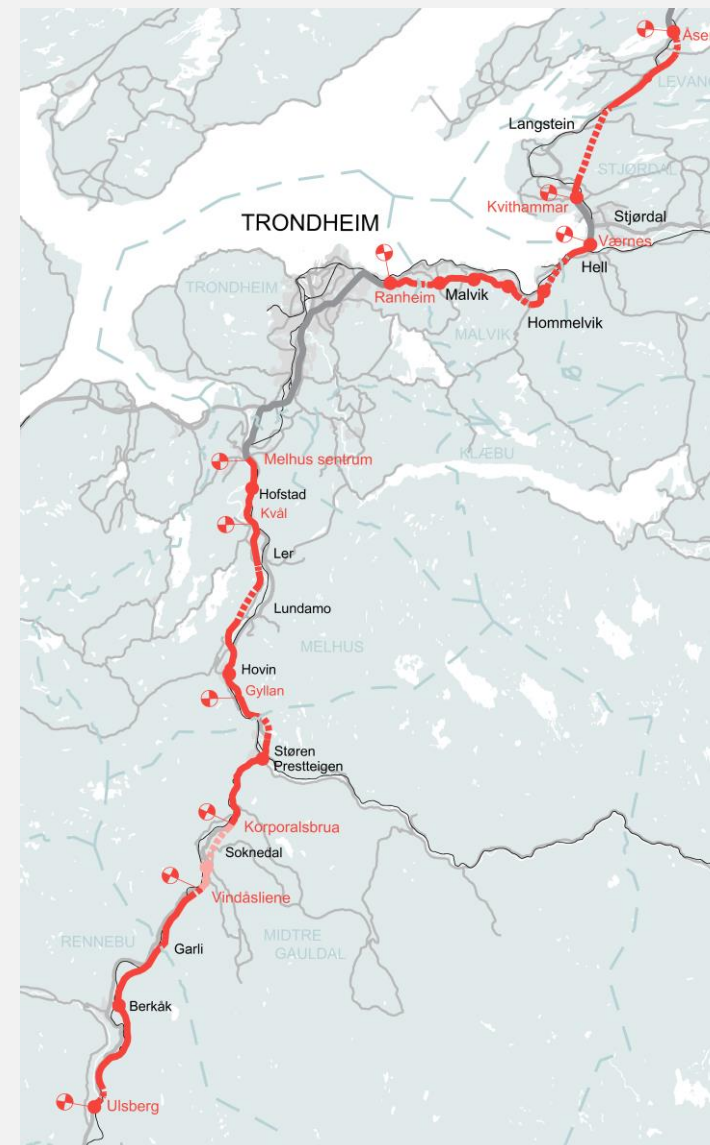 Åsen
LEVANG
Langstein
STJØRDAL
Kvithammar
Stjørdal
TRONDHEIM
Værnes
Hell
TRONDHEIM
Ranheim
Malvik
Hommelvik
MALVIK
Melhus sentrum
KLÆBU
Hofstad
Kvål
Ler
Lundamo
MELHUS
Hovin
Gyllan
Støren
Prestteigen
Korporalsbrua
Soknedal
Vindåsliene
RENNEBU
Garli
MIDTRE
GAULDAL
Berkåk
Ulsberg